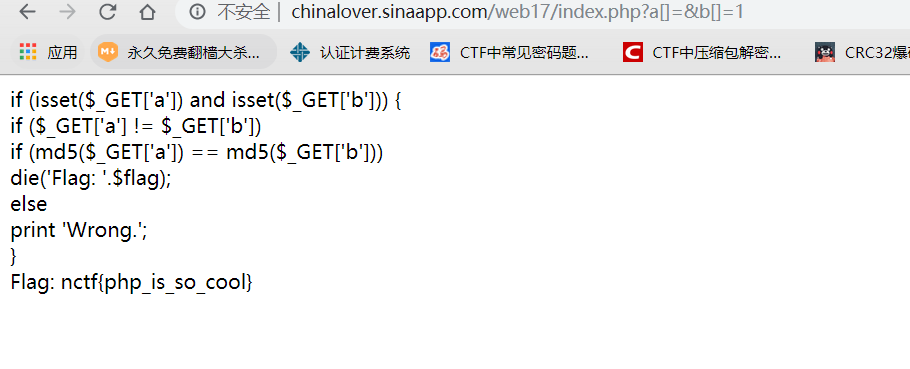 不安全 | chinalover.sinaapp.com/web17/index.php?a[]=&b[]=1
应用 永久免费翻樯大杀... 认证计费系统 CTF中常见密码题... CTF中压缩包解密... CRC32爆
if (isset($_GET['a']) and isset($_GET['b'])) {
if ($_GET['a'] != $_GET['b'])
if (md5($_GET['a']) == md5($_GET['b']))
die('Flag: '.$flag);
else
print 'Wrong.';
}
Flag: nctf{php_is_so_cool}